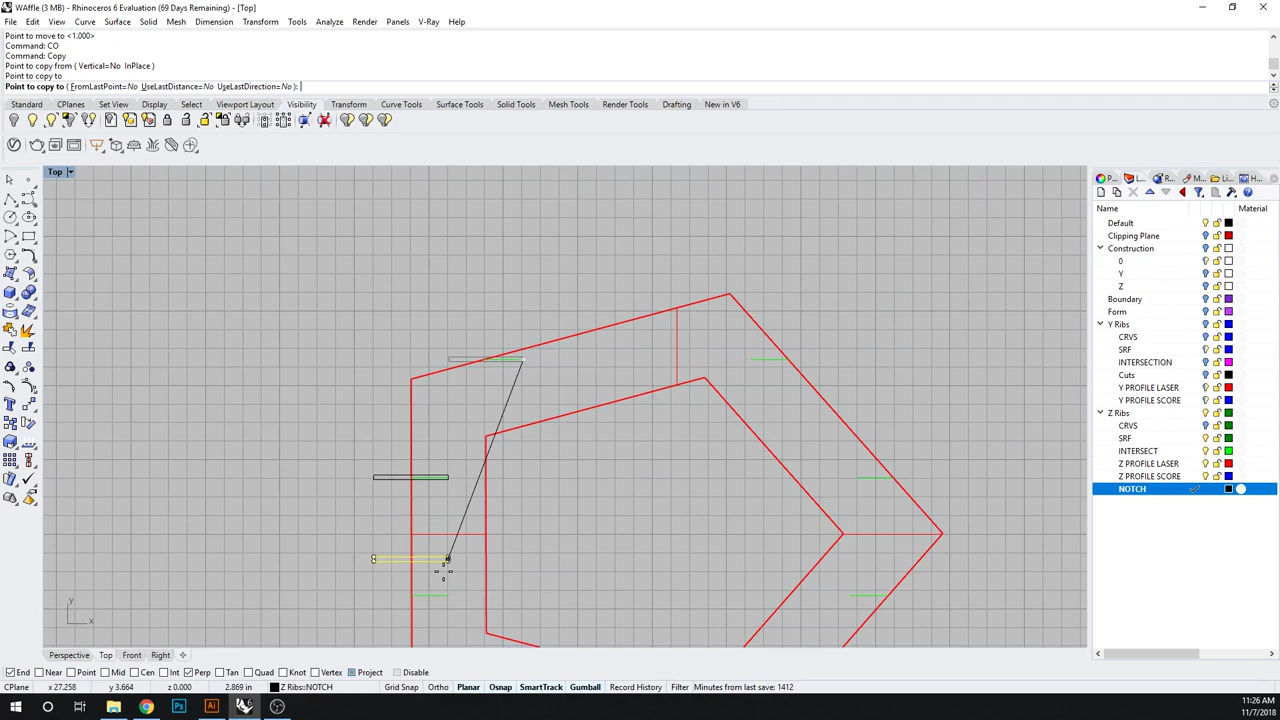 WAffle (3 MB) - Rhinoceros 6 Evaluation (69 Days Remaining) - [Top]
File Edit View Curve Surface Solid Mesh Dimension Transform Tools Analyze Render Panels V-Ray Help
Point to move to <1.000>
Command: CO
Command: Copy
Point to copy from ( Vertical=No InPlace )
Point to copy to
Point to copy to ( FromLastPoint=No UseLastDistance=No UseLastDirection=No ):
Standard CPlanes Set View Display Select Viewport Layout Visibility Transform Curve Tools Surface Tools Solid Tools Mesh Tools Render Tools Drafting New in V6
Top
P... L... R... M... Li... H...
Name Material
Default
Clipping Plane
Construction
0
Y
Z
Boundary
Form
Y Ribs
CRVS
SRF
INTERSECTION
Cuts
Y PROFILE LASER
Y PROFILE SCORE
Z Ribs
CRVS
SRF
INTERSECT
Z PROFILE LASER
Z PROFILE SCORE
NOTCH
y
x
Perspective Top Front Right
End Near Point Mid Cen Int Perp Tan Quad Knot Vertex Project Disable
CPlane x 27.258 y 3.664 z 0.000 2.869 in Z Ribs::NOTCH Grid Snap Ortho Planar Osnap SmartTrack Gumball Record History Filter Minutes from last save: 1412
Ps Ai
11:26 AM
11/7/2018